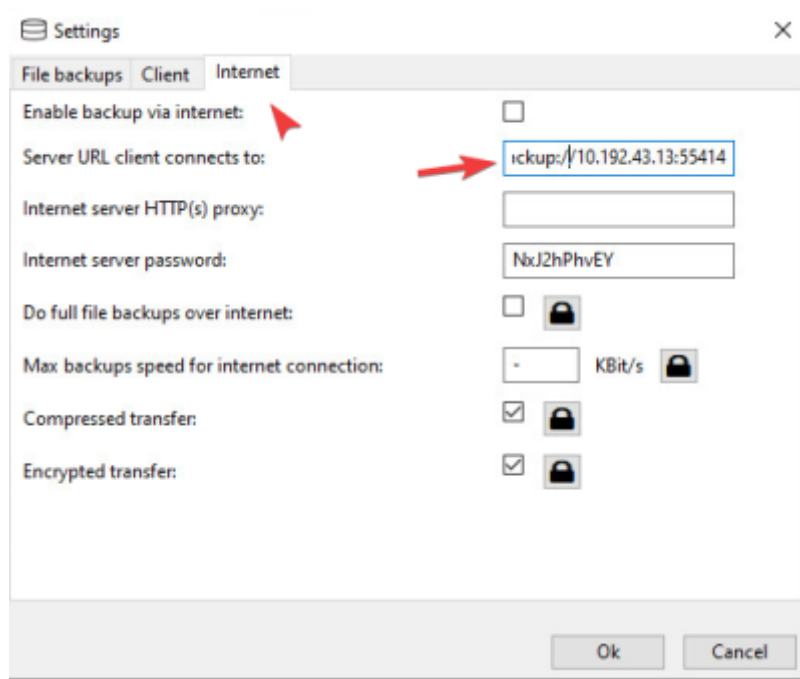 Settings
File backups Client Internet
Enable backup via internet:
Server URL client connects to: ickup://10.192.43.13:55414
Internet server HTTP(s) proxy:
Internet server password: NxJ2hPhvEY
Do full file backups over internet:
Max backups speed for internet connection: - KBit/s
Compressed transfer:
Encrypted transfer:
Ok Cancel